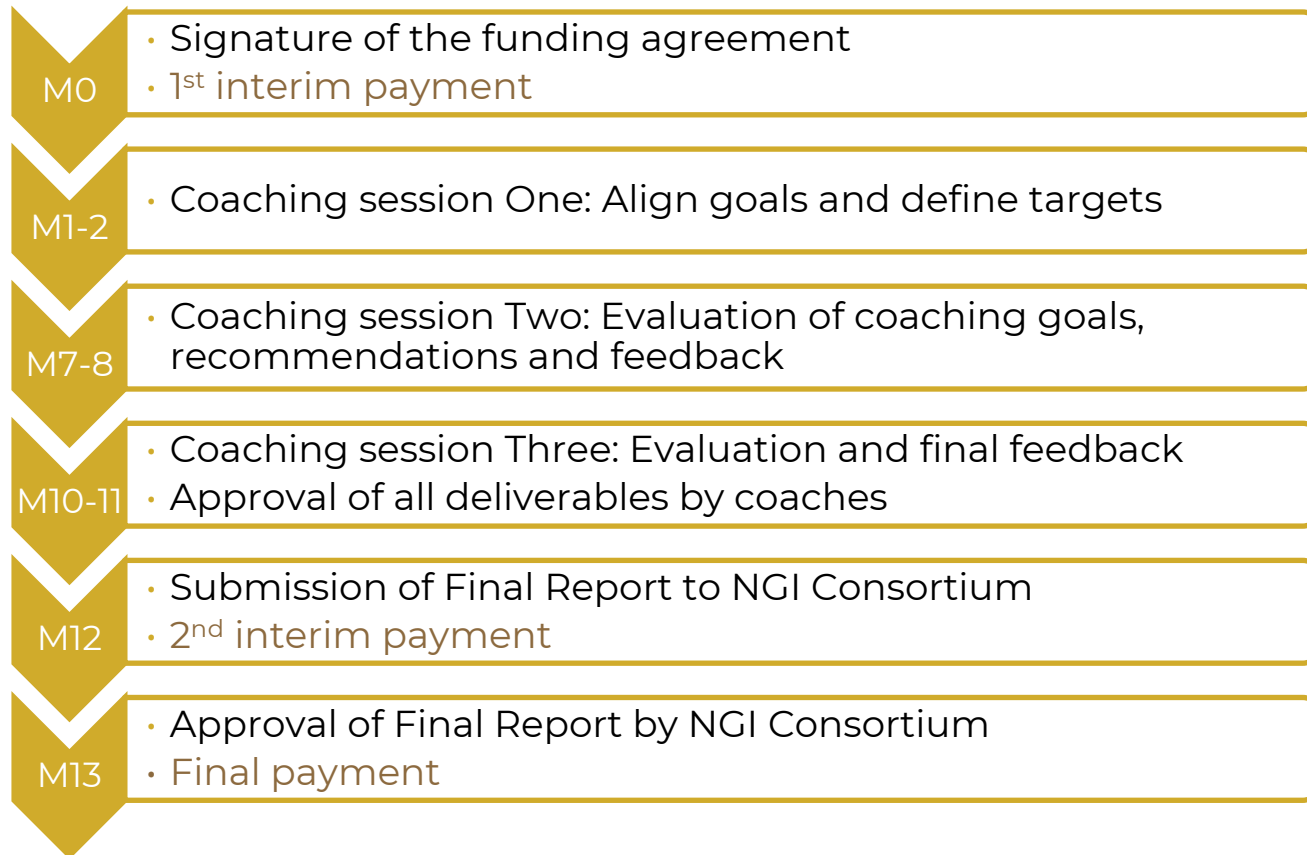 M0
· Signature of the funding agreement
· 1st interim payment
M1-2
· Coaching session One: Align goals and define targets
M7-8
· Coaching session Two: Evaluation of coaching goals,
recommendations and feedback
M10-11
· Coaching session Three: Evaluation and final feedback
· Approval of all deliverables by coaches
M12
· Submission of Final Report to NGI Consortium
· 2nd interim payment
M13
· Approval of Final Report by NGI Consortium
· Final payment